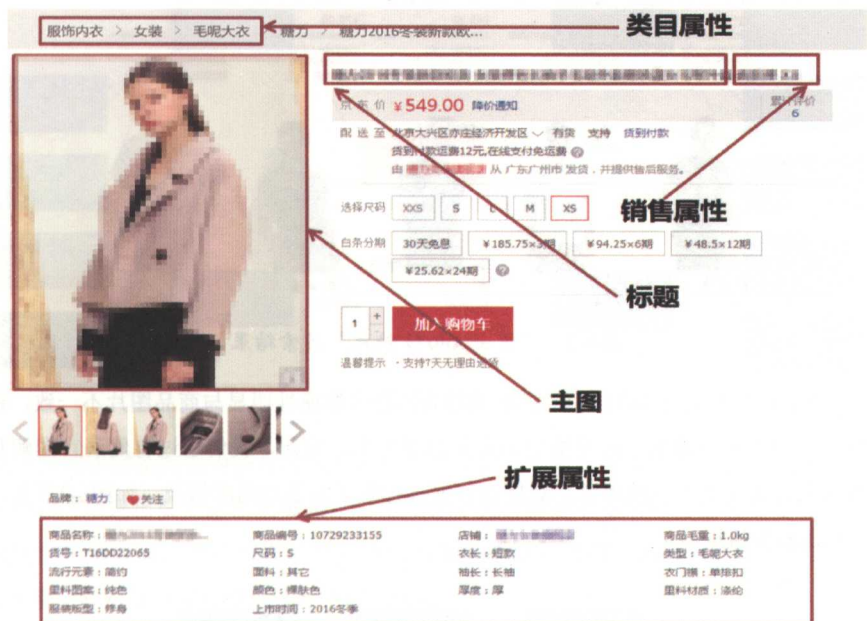 服饰内衣 > 女装 > 毛呢大衣 > 糖力 > 糖力2016冬装新款欧...
类目属性
京东价 ¥549.00 降价通知
累计评价
6
配送至 北京大兴区亦庄经济开发区 有货 支持 货到付款
货到付款运费12元,在线支付免运费
由 从 广东广州市 发货,并提供售后服务。
选择尺码 XXS S L M XS
销售属性
白条分期 30天免息 ¥185.75×3期 ¥94.25×6期 ¥48.5×12期
¥25.62×24期
标题
1 + - 加入购物车
温馨提示 ·支持7天无理由退货
主图
扩展属性
品牌:糖力 关注
商品名称: 商品编号:10729233155 店铺: 商品毛重:1.0kg
货号:T16DD22065 尺码:S 衣长:短款 类型:毛呢大衣
流行元素:简约 面料:其它 袖长:长袖 衣门襟:单排扣
里料图案:纯色 颜色:裸肤色 厚度:厚 里料材质:涤纶
服装版型:修身 上市时间:2016冬季